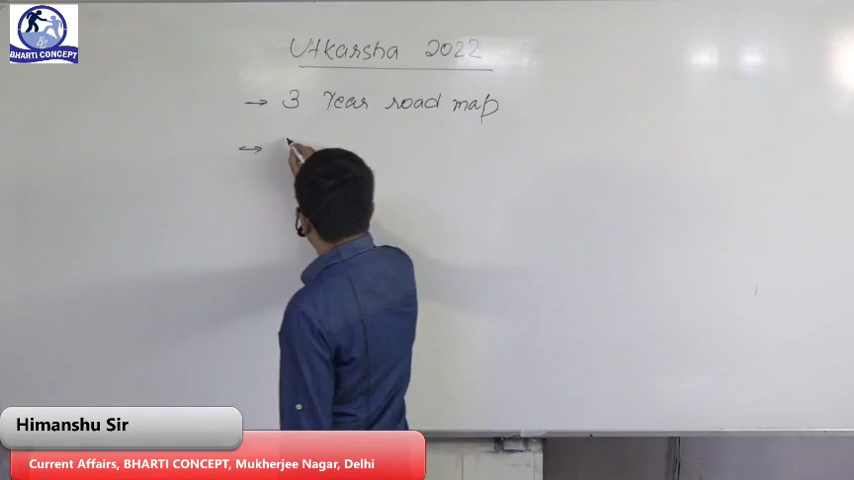 BHARTI CONCEPT
Utkarsha 2022
→ 3 Year road map
Himanshu Sir
Current Affairs, BHARTI CONCEPT, Mukherjee Nagar, Delhi